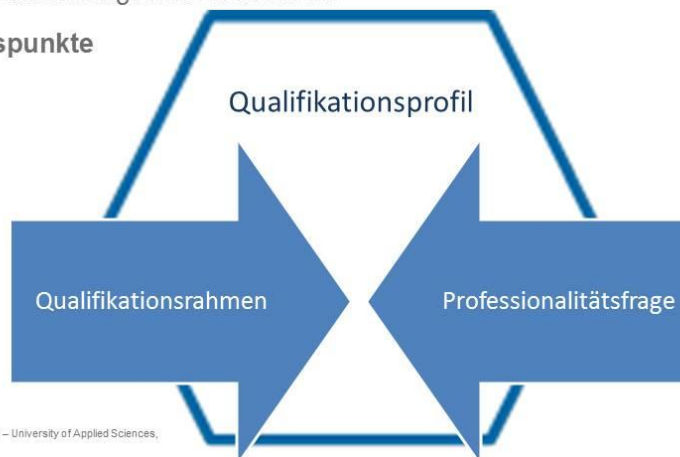 spunkte
Qualifikationsprofil
Qualifikationsrahmen
Professionalitätsfrage
– University of Applied Sciences,